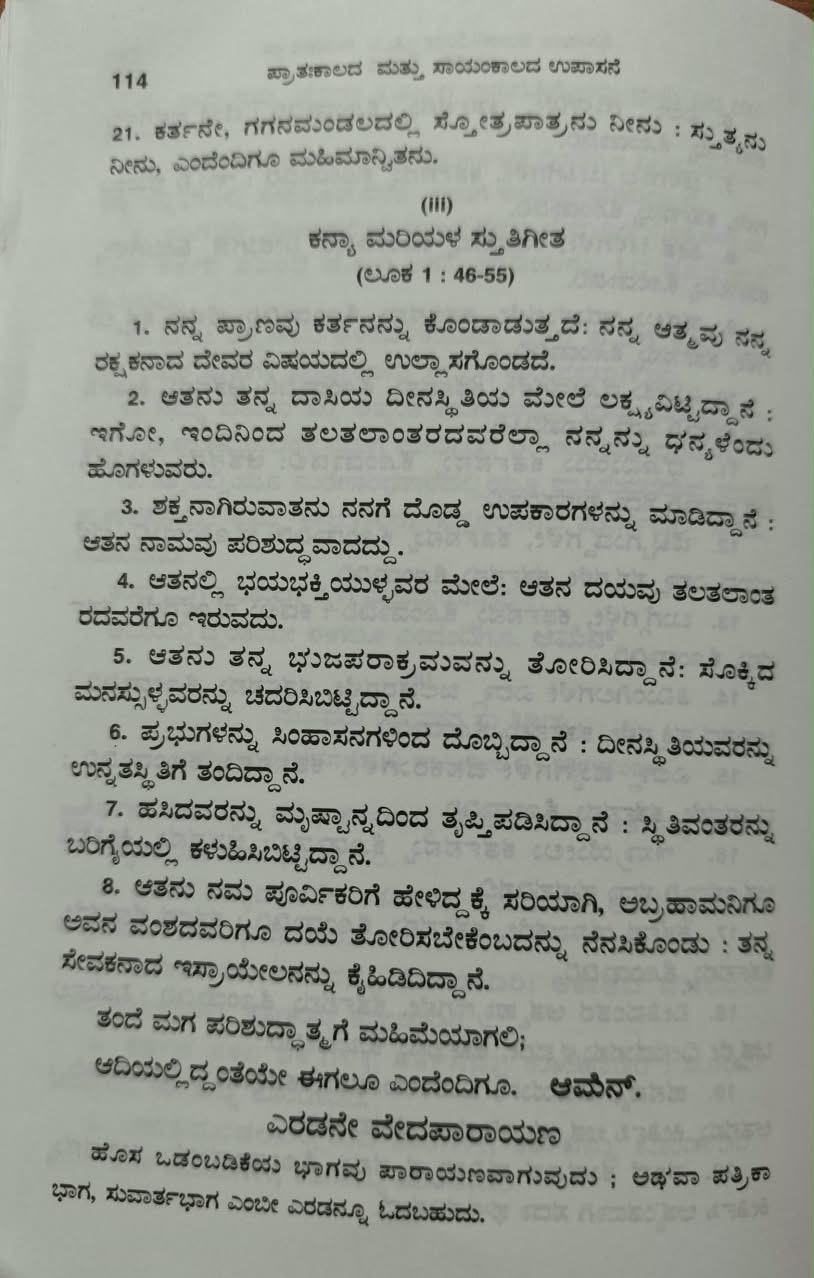 114
ಪ್ರಾತಃಕಾಲದ ಮತ್ತು ಸಾಯಂಕಾಲದ ಉಪಾಸನೆ
21. ಕರ್ತನೇ, ಗಗನಮಂಡಲದಲ್ಲಿ ಸ್ತೋತ್ರಪಾತ್ರನು ನೀನು : ಸ್ತುತ್ಯನು
ನೀನು, ಎಂದೆಂದಿಗೂ ಮಹಿಮಾನ್ವಿತನು.
(iii)
ಕನ್ಯಾ ಮರಿಯಳ ಸ್ತುತಿಗೀತ
(ಲೂಕ 1 : 46-55)
1. ನನ್ನ ಪ್ರಾಣವು ಕರ್ತನನ್ನು ಕೊಂಡಾಡುತ್ತದೆ: ನನ್ನ ಆತ್ಮವು ನನ್ನ
ರಕ್ಷಕನಾದ ದೇವರ ವಿಷಯದಲ್ಲಿ ಉಲ್ಲಾಸಗೊಂಡದೆ.
2. ಆತನು ತನ್ನ ದಾಸಿಯ ದೀನಸ್ಥಿತಿಯ ಮೇಲೆ ಲಕ್ಷ್ಯವಿಟ್ಟಿದ್ದಾನೆ :
ಇಗೋ, ಇಂದಿನಿಂದ ತಲತಲಾಂತರದವರೆಲ್ಲಾ ನನ್ನನ್ನು ಧನ್ಯಳೆಂದು
ಹೊಗಳುವರು.
3. ಶಕ್ತನಾಗಿರುವಾತನು ನನಗೆ ದೊಡ್ಡ ಉಪಕಾರಗಳನ್ನು ಮಾಡಿದ್ದಾನೆ :
ಆತನ ನಾಮವು ಪರಿಶುದ್ಧವಾದದ್ದು.
4. ಆತನಲ್ಲಿ ಭಯಭಕ್ತಿಯುಳ್ಳವರ ಮೇಲೆ: ಆತನ ದಯವು ತಲತಲಾಂತ
ರದವರೆಗೂ ಇರುವದು.
5. ಆತನು ತನ್ನ ಭುಜಪರಾಕ್ರಮವನ್ನು ತೋರಿಸಿದ್ದಾನೆ: ಸೊಕ್ಕಿದ
ಮನಸ್ಸುಳ್ಳವರನ್ನು ಚದರಿಸಿಬಿಟ್ಟಿದ್ದಾನೆ.
6. ಪ್ರಭುಗಳನ್ನು ಸಿಂಹಾಸನಗಳಿಂದ ದೊಬ್ಬಿದ್ದಾನೆ : ದೀನಸ್ಥಿತಿಯವರನ್ನು
ಉನ್ನತಸ್ಥಿತಿಗೆ ತಂದಿದ್ದಾನೆ.
7. ಹಸಿದವರನ್ನು ಮೃಷ್ಟಾನ್ನದಿಂದ ತೃಪ್ತಿಪಡಿಸಿದ್ದಾನೆ : ಸ್ಥಿತಿವಂತರನ್ನು
ಬರಿಗೈಯಲ್ಲಿ ಕಳುಹಿಸಿಬಿಟ್ಟಿದ್ದಾನೆ.
8. ಆತನು ನಮ ಪೂರ್ವಿಕರಿಗೆ ಹೇಳಿದ್ದಕ್ಕೆ ಸರಿಯಾಗಿ, ಅಬ್ರಹಾಮನಿಗೂ
ಅವನ ವಂಶದವರಿಗೂ ದಯೆ ತೋರಿಸಬೇಕೆಂಬದನ್ನು ನೆನಸಿಕೊಂಡು : ತನ್ನ
ಸೇವಕನಾದ ಇಸ್ರಾಯೇಲನನ್ನು ಕೈಹಿಡಿದಿದ್ದಾನೆ.
ತಂದೆ ಮಗ ಪರಿಶುದ್ಧಾತ್ಮಗೆ ಮಹಿಮೆಯಾಗಲಿ;
ಆದಿಯಲ್ಲಿದ್ದಂತೆಯೇ ಈಗಲೂ ಎಂದೆಂದಿಗೂ. ಆಮೆನ್.
ಎರಡನೇ ವೇದಪಾರಾಯಣ
ಹೊಸ ಒಡಂಬಡಿಕೆಯ ಭಾಗವು ಪಾರಾಯಣವಾಗುವುದು ; ಅಥವಾ ಪತ್ರಿಕಾ
ಭಾಗ, ಸುವಾರ್ತಭಾಗ ಎಂಬೀ ಎರಡನ್ನೂ ಓದಬಹುದು.